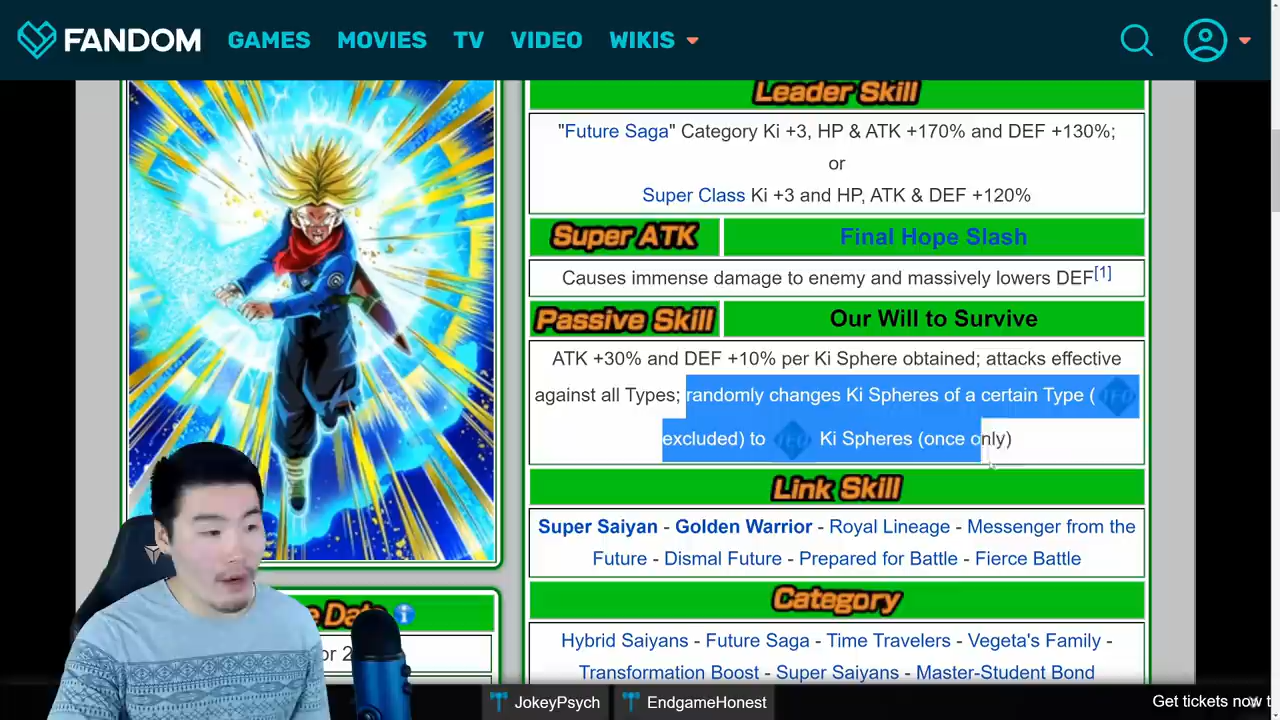 FANDOM GAMES MOVIES TV VIDEO WIKIS
Leader Skill
"Future Saga" Category Ki +3, HP & ATK +170% and DEF +130%;
or
Super Class Ki +3 and HP, ATK & DEF +120%
Super ATK Final Hope Slash
Causes immense damage to enemy and massively lowers DEF[1]
Passive Skill Our Will to Survive
ATK +30% and DEF +10% per Ki Sphere obtained; attacks effective
against all Types; randomly changes Ki Spheres of a certain Type (
excluded) to Ki Spheres (once only)
Link Skill
Super Saiyan - Golden Warrior - Royal Lineage - Messenger from the
Future - Dismal Future - Prepared for Battle - Fierce Battle
Category
Hybrid Saiyans - Future Saga - Time Travelers - Vegeta's Family -
Transformation Boost - Super Saiyans - Master-Student Bond
Date
or 2
JokeyPsych EndgameHonest Get tickets now